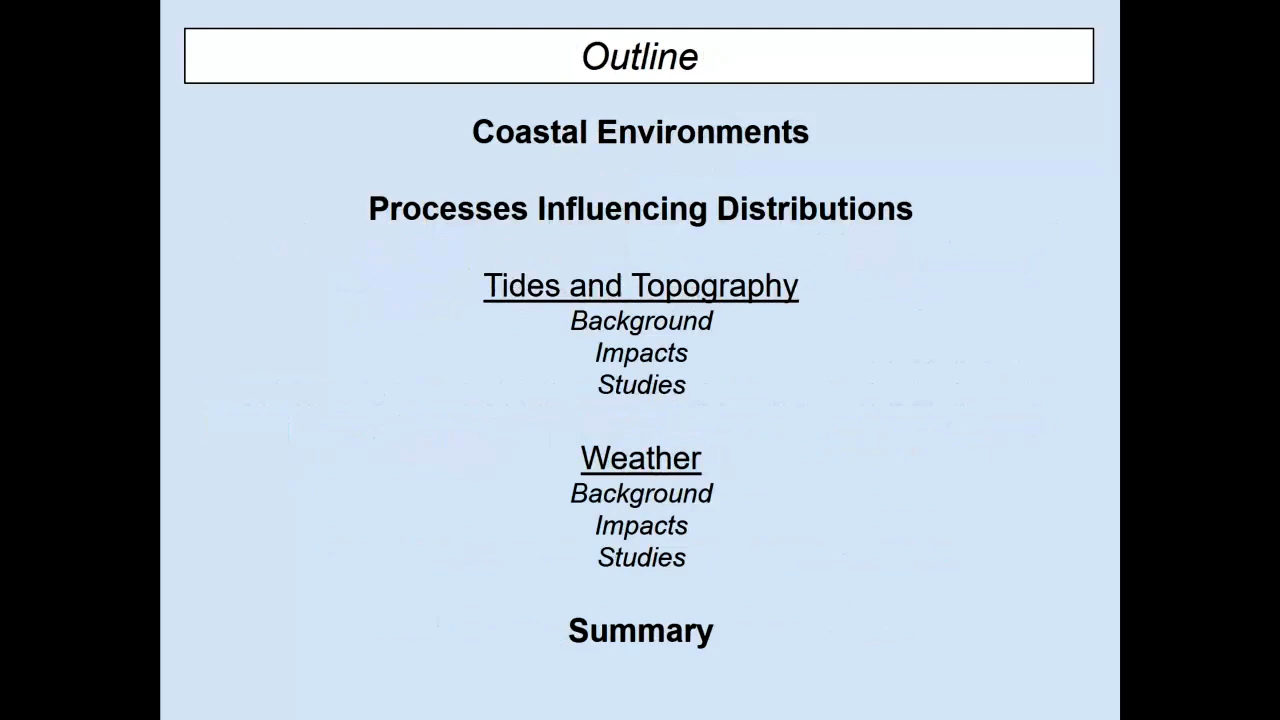 Outline
Coastal Environments
Processes Influencing Distributions
Tides and Topography
Background
Impacts
Studies
Weather
Background
Impacts
Studies
Summary